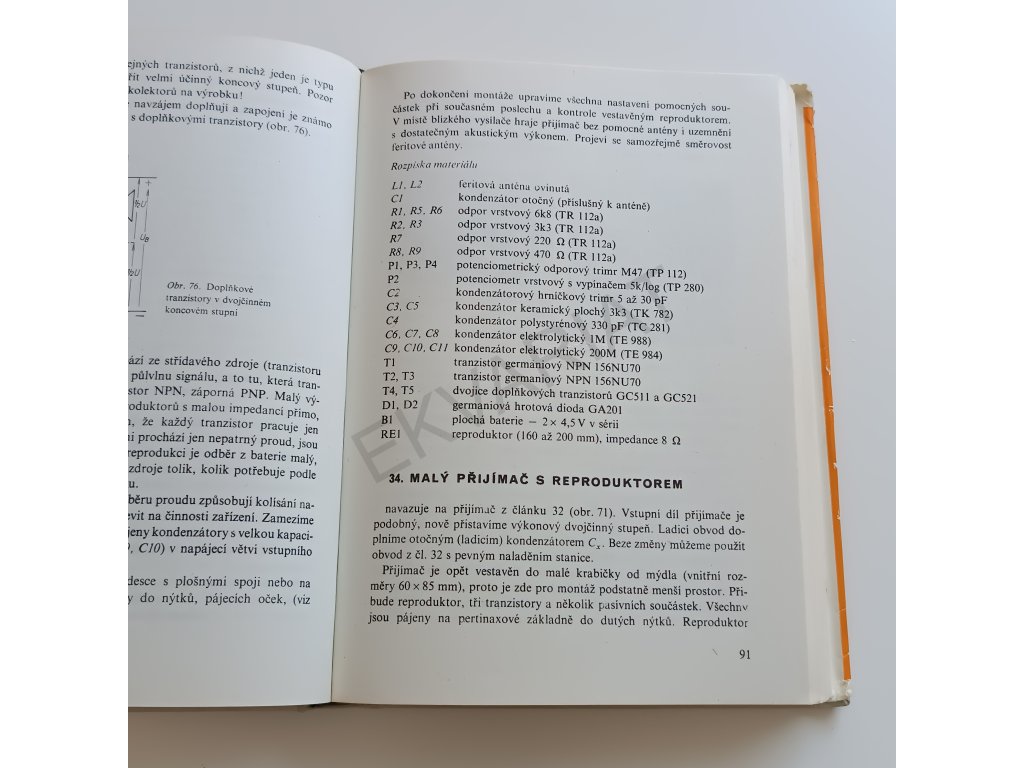 ejných tranzistorů, z nichž jeden je typu
řit velmi účinný koncový stupeň. Pozor
kolektorů na výrobku!
e navzájem doplňují a zapojení je známo
s doplňkovými tranzistory (obr. 76).
½U
UB
½U
Obr. 76. Doplňkové
tranzistory v dvojčinném
koncovém stupni
hází ze střídavého zdroje (tranzistoru
půlvlnu signálu, a to tu, která tran-
istor NPN, záporná PNP. Malý vý-
produktorů s malou impedancí přímo,
m, že každý tranzistor pracuje jen
ní prochází jen nepatrný proud, jsou
reprodukci je odběr z baterie malý,
zdroje tolik, kolik potřebuje podle
u.
běru proudu způsobují kolísání na-
evit na činnosti zařízení. Zamezíme
jeny kondenzátory s velkou kapaci-
9, C10) v napájecí větvi vstupního
desce s plošnými spoji nebo na
y do nýtků, pájecích oček, (viz
Po dokončení montáže upravíme všechna nastavení pomocných sou-
částek při současném poslechu a kontrole vestavěným reproduktorem.
V místě blízkého vysílače hraje přijímač bez pomocné antény i uzemnění
s dostatečným akustickým výkonem. Projeví se samozřejmě směrovost
feritové antény.
Rozpiska materiálu
L1, L2 feritová anténa ovinutá
C1 kondenzátor otočný (příslušný k anténě)
R1, R5, R6 odpor vrstvový 6k8 (TR 112a)
R2, R3 odpor vrstvový 3k3 (TR 112a)
R7 odpor vrstvový 220 Ω (TR 112a)
R8, R9 odpor vrstvový 470 Ω (TR 112a)
P1, P3, P4 potenciometrický odporový trimr M47 (TP 112)
P2 potenciometr vrstvový s vypínačem 5k/log (TP 280)
C2 kondenzátorový hrníčkový trimr 5 až 30 pF
C3, C5 kondenzátor keramický plochý 3k3 (TK 782)
C4 kondenzátor polystyrénový 330 pF (TC 281)
C6, C7, C8 kondenzátor elektrolytický 1M (TE 988)
C9, C10, C11 kondenzátor elektrolytický 200M (TE 984)
T1 tranzistor germaniový NPN 156NU70
T2, T3 tranzistor germaniový NPN 156NU70
T4, T5 dvojice doplňkových tranzistorů GC511 a GC521
D1, D2 germaniová hrotová dioda GA201
B1 plochá baterie – 2 × 4,5 V v sérii
RE1 reproduktor (160 až 200 mm), impedance 8 Ω
34. MALÝ PŘIJÍMAČ S REPRODUKTOREM
navazuje na přijímač z článku 32 (obr. 71). Vstupní díl přijímače je
podobný, nově přistavíme výkonový dvojčinný stupeň. Ladicí obvod do-
plníme otočným (ladicím) kondenzátorem Cx. Beze změny můžeme použít
obvod z čl. 32 s pevným naladěním stanice.
Přijímač je opět vestavěn do malé krabičky od mýdla (vnitřní roz-
měry 60 × 85 mm), proto je zde pro montáž podstatně menší prostor. Při-
bude reproduktor, tři tranzistory a několik pasivních součástek. Všechny
jsou pájeny na pertinaxové základně do dutých nýtků. Reproduktor
91